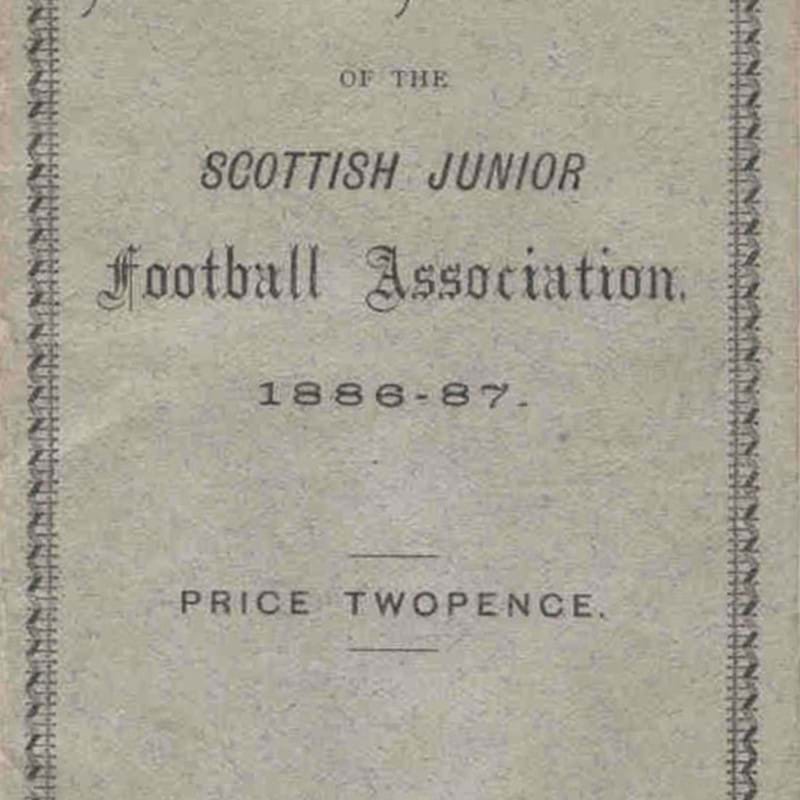 OF THE
SCOTTISH JUNIOR
Football Association.
1886-87.
PRICE TWOPENCE.